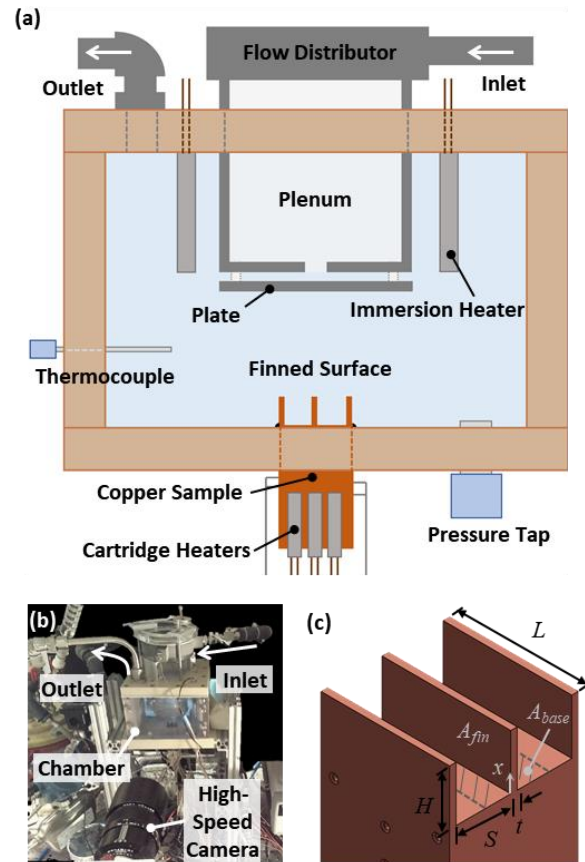 (a)
Flow Distributor
Outlet
Inlet
Plenum
Plate
Immersion Heater
Thermocouple
Finned Surface
Copper Sample
Cartridge Heaters
Pressure Tap
(b)
Outlet
Inlet
Chamber
High-
Speed
Camera
(c)
L
A_fin
A_base
x
H
S
t